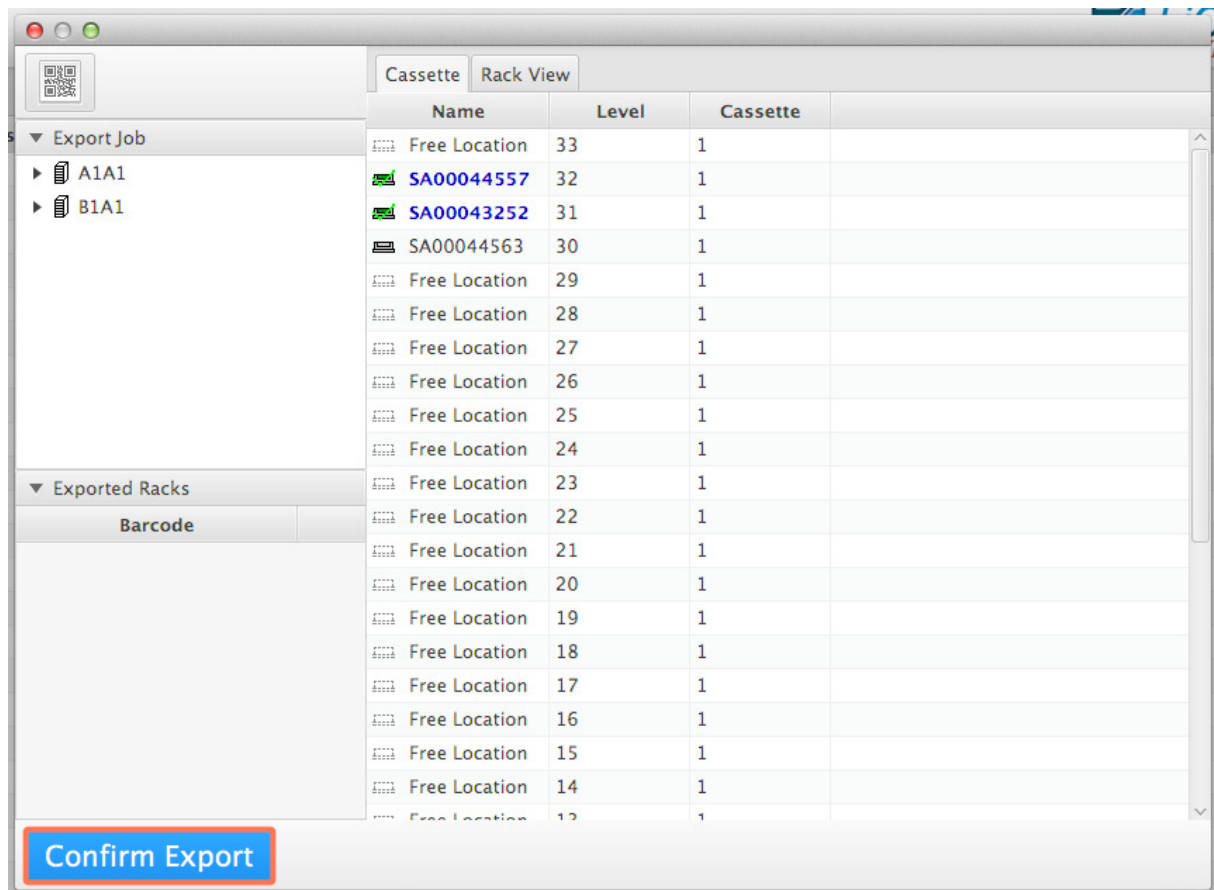 Export Job
A1A1
B1A1
Exported Racks
Barcode
Cassette Rack View
Name Level Cassette
Free Location 33 1
SA00044557 32 1
SA00043252 31 1
SA00044563 30 1
Free Location 29 1
Free Location 28 1
Free Location 27 1
Free Location 26 1
Free Location 25 1
Free Location 24 1
Free Location 23 1
Free Location 22 1
Free Location 21 1
Free Location 20 1
Free Location 19 1
Free Location 18 1
Free Location 17 1
Free Location 16 1
Free Location 15 1
Free Location 14 1
Free Location 13 1
Confirm Export